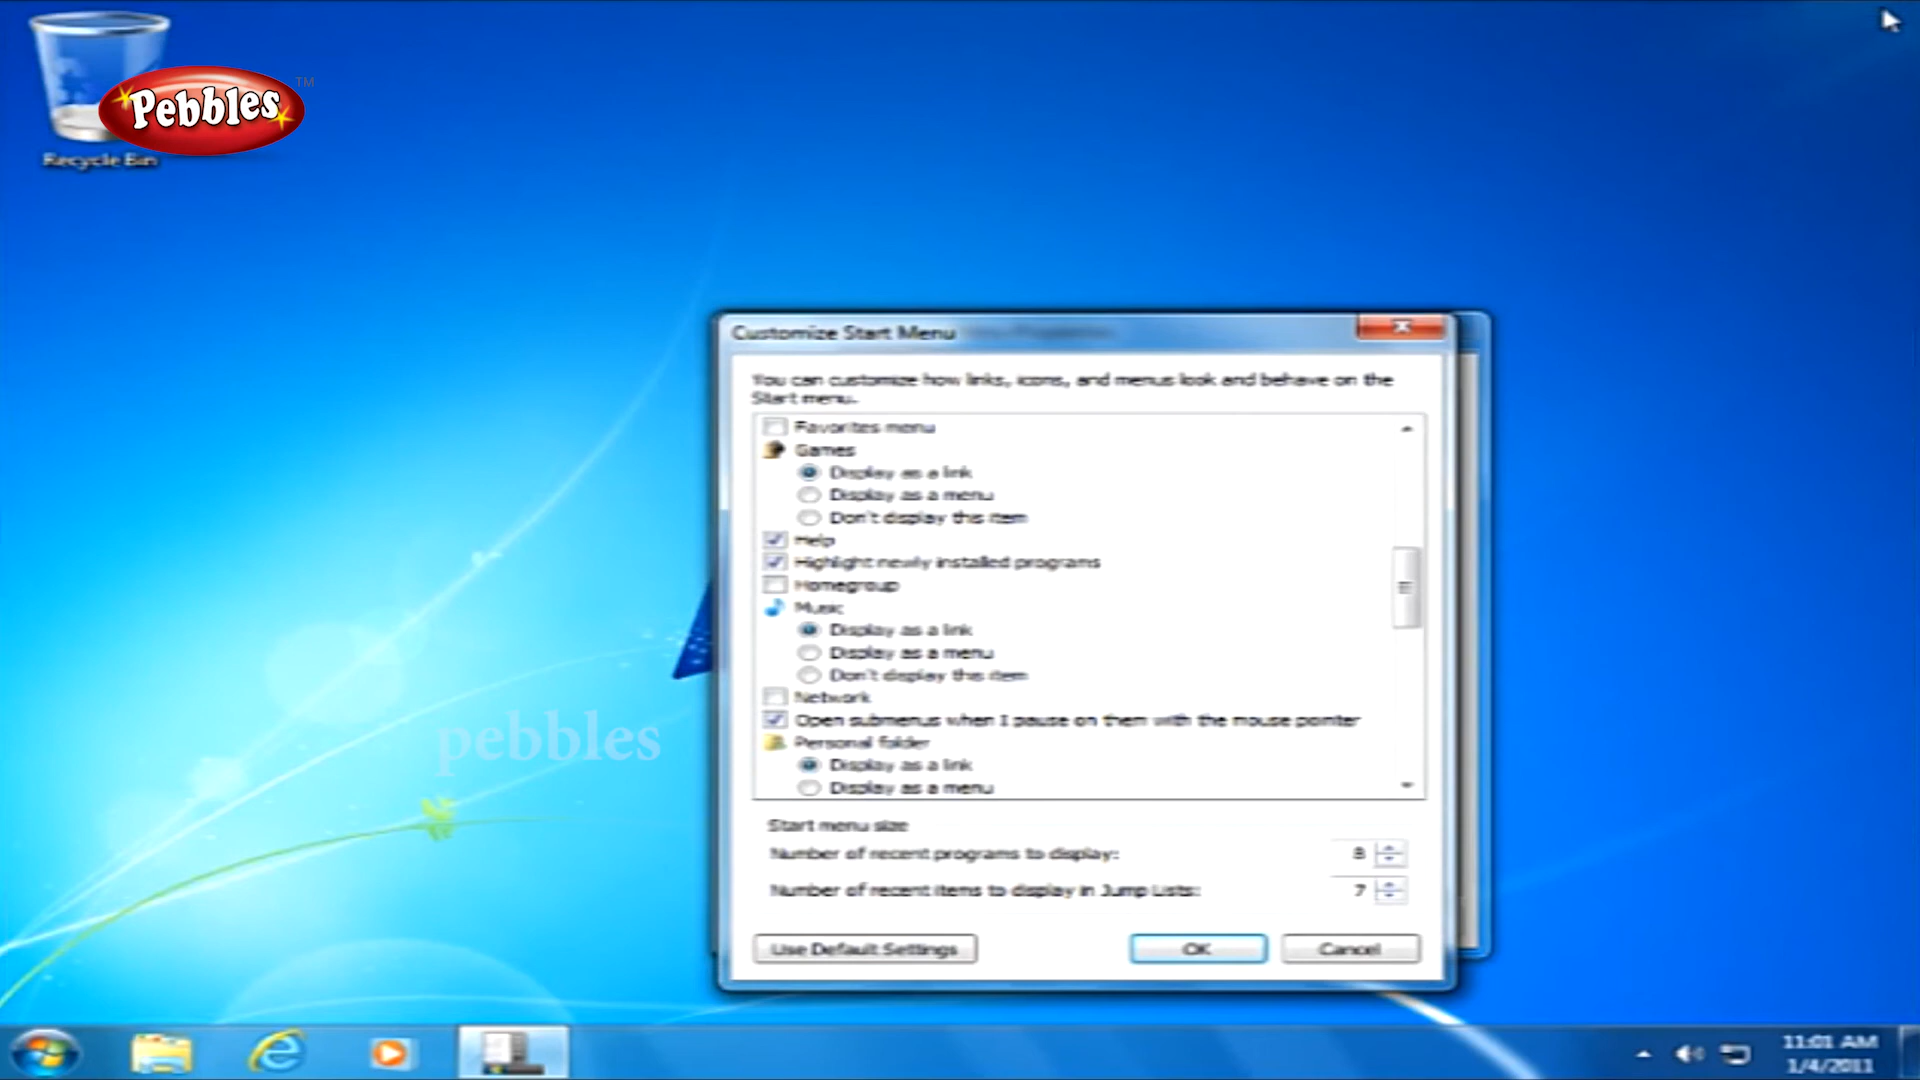 Pebbles
TM
Recycle Bin
Customize Start Menu
You can customize how links, icons, and menus look and behave on the
Start menu.
Favorites menu
Games
Display as a link
Display as a menu
Don't display this item
Help
Highlight newly installed programs
Homegroup
Music
Display as a link
Display as a menu
Don't display this item
Network
Open submenus when I pause on them with the mouse pointer
Personal folder
Display as a link
Display as a menu
pebbles
Start menu size
Number of recent programs to display: 8
Number of recent items to display in Jump Lists: 7
Use Default Settings OK Cancel
11:01 AM
1/4/2011